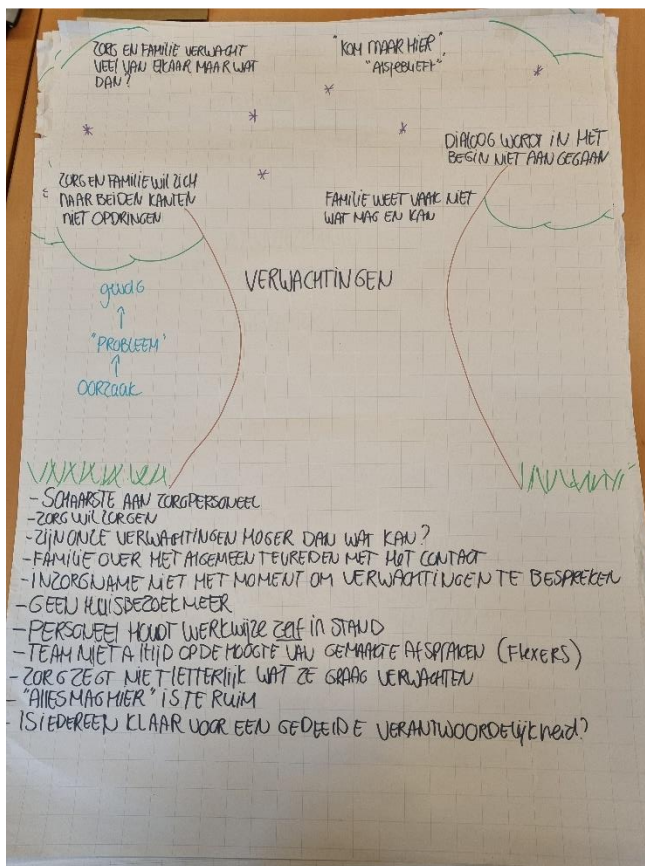 ZORG EN FAMILIE VERWACHT
VEEL VAN ELKAAR MAAR WAT
DAN?
"KOM MAAR HIER",
"ALSJEBLIEFT"
DIALOOG WORDT IN HET
BEGIN NIET AAN GEGAAN
ZORG EN FAMILIE WIL ZICH
NAAR BEIDEN KANTEN
NIET OPDRINGEN
FAMILIE WEET VAAK NIET
WAT MAG EN KAN
VERWACHTINGEN
gevolg
"PROBLEEM"
OORZaak
- SCHAARSTE AAN ZORGPERSONEEL
- ZORG WIL ZORGEN
- ZIJN ONZE VERWACHTINGEN HOGER DAN WAT KAN?
- FAMILIE OVER HET ALGEMEEN TEVREDEN MET HET CONTACT
- INZORGNAME NIET HET MOMENT OM VERWACHTINGEN TE BESPREKEN
- GEEN HUISBEZOEK MEER
- PERSONEEL HOUDT WERKWIJZE zelf in STAND
- TEAM NIET ALTIJD OP DE HOOGTE VAN GEMAAKTE AFSPRAKEN (Flexers)
- ZORG ZEGT NIET LETTERLIJK WAT ZE GRAAG VERWACHTEN
- "ALLES MAG HIER" IS TE RUIM
- IS IEDEREEN KLAAR VOOR EEN GEDEELDE VERANTWOORDELIJKHEID?